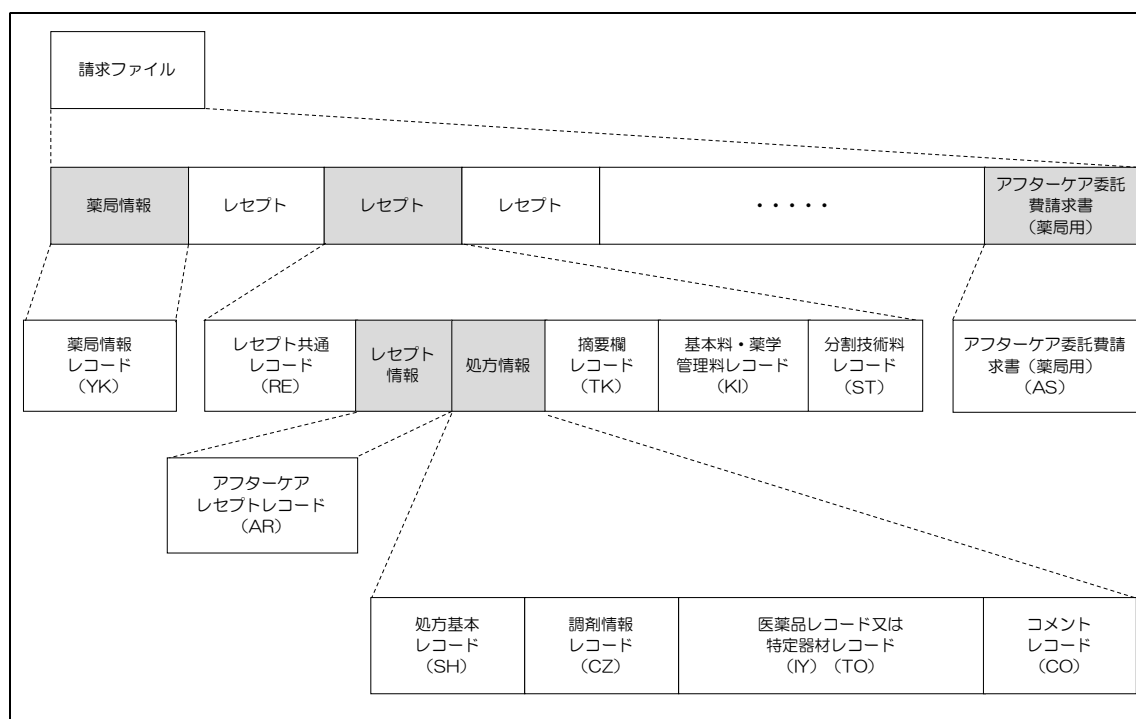 請求ファイル
薬局情報
レセプト
レセプト
レセプト
・・・・・
アフターケア委託
費請求書
（薬局用）
薬局情報
レコード
（YK）
レセプト共通
レコード
（RE）
レセプト
情報
処方情報
摘要欄
レコード
（TK）
基本料・薬学
管理料レコード
（KI）
分割技術料
レコード
（ST）
アフターケア委託費請
求書（薬局用）
（AS）
アフターケア
レセプトレコード
（AR）
処方基本
レコード
（SH）
調剤情報
レコード
（CZ）
医薬品レコード又は
特定器材レコード
（IY）（TO）
コメント
レコード
（CO）